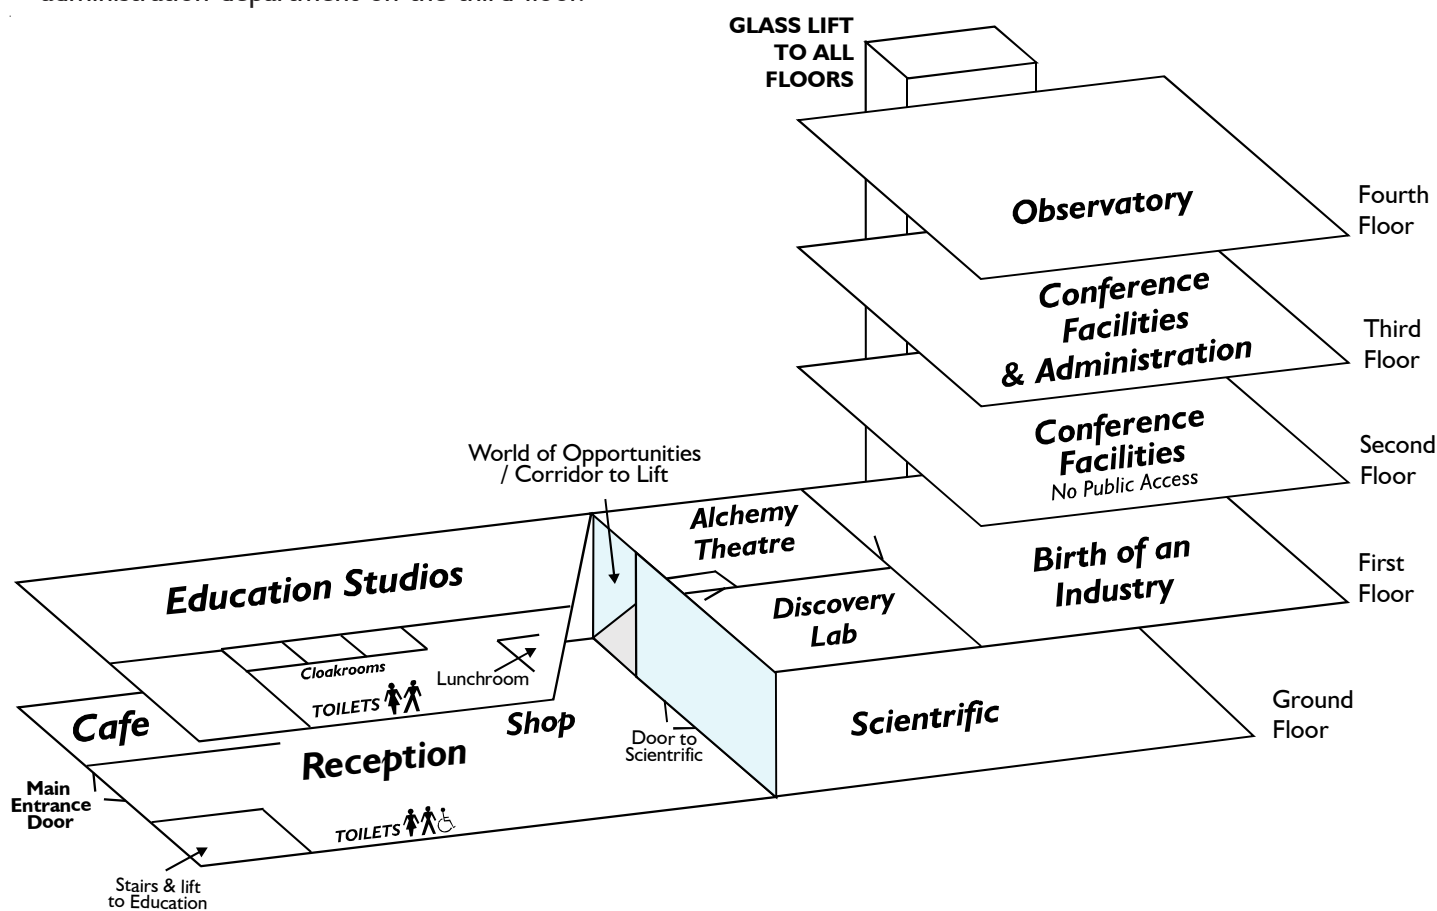 administration department on the third floor
GLASS LIFT
TO ALL
FLOORS
Observatory
Fourth
Floor
Conference
Facilities
& Administration
Third
Floor
Conference
Facilities
No Public Access
Second
Floor
World of Opportunities
/ Corridor to Lift
Alchemy
Theatre
Birth of an
Industry
First
Floor
Education Studios
Discovery
Lab
Cloakrooms
Lunchroom
TOILETS
Shop
Cafe
Reception
Door to
Scientific
Scientific
Ground
Floor
Main
Entrance
Door
TOILETS
Stairs & lift
to Education